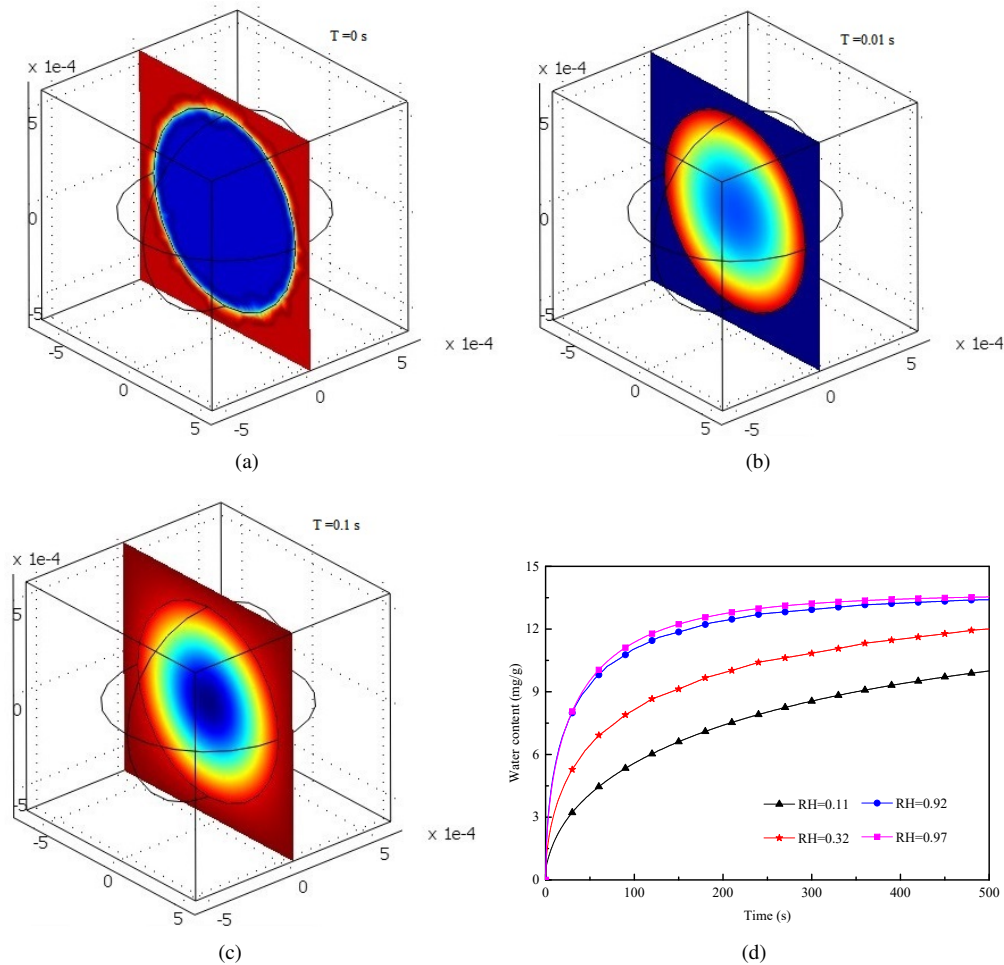 T =0 s
x 1e-4
5
0
-5
-5
0
5
x 1e-4
5
0
-5
(a)
T =0.01 s
x 1e-4
5
0
-5
-5
0
5
x 1e-4
5
0
-5
(b)
T =0.1 s
x 1e-4
5
0
-5
-5
0
5
x 1e-4
5
0
-5
(c)
15
12
9
6
3
0
Water content (mg/g)
RH=0.11
RH=0.92
RH=0.32
RH=0.97
0 100 200 300 400 500
Time (s)
(d)